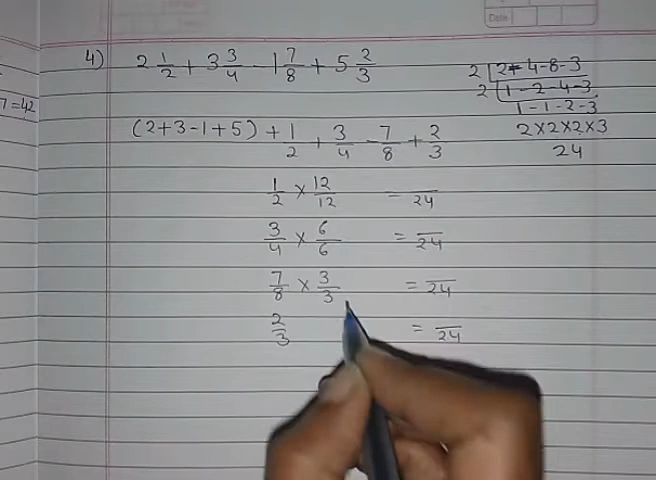 Date
4) 2 1/2 + 3 3/4 - 1 7/8 + 5 2/3
2 | 2 - 4 - 8 - 3
7 = 42
2 | 1 - 2 - 4 - 3
1 - 1 - 2 - 3
(2 + 3 - 1 + 5) + 1/2 + 3/4 - 7/8 + 2/3
2 × 2 × 2 × 3
24
1/2 × 12/12 = /24
3/4 × 6/6 = /24
7/8 × 3/3 = /24
2/3 = /24